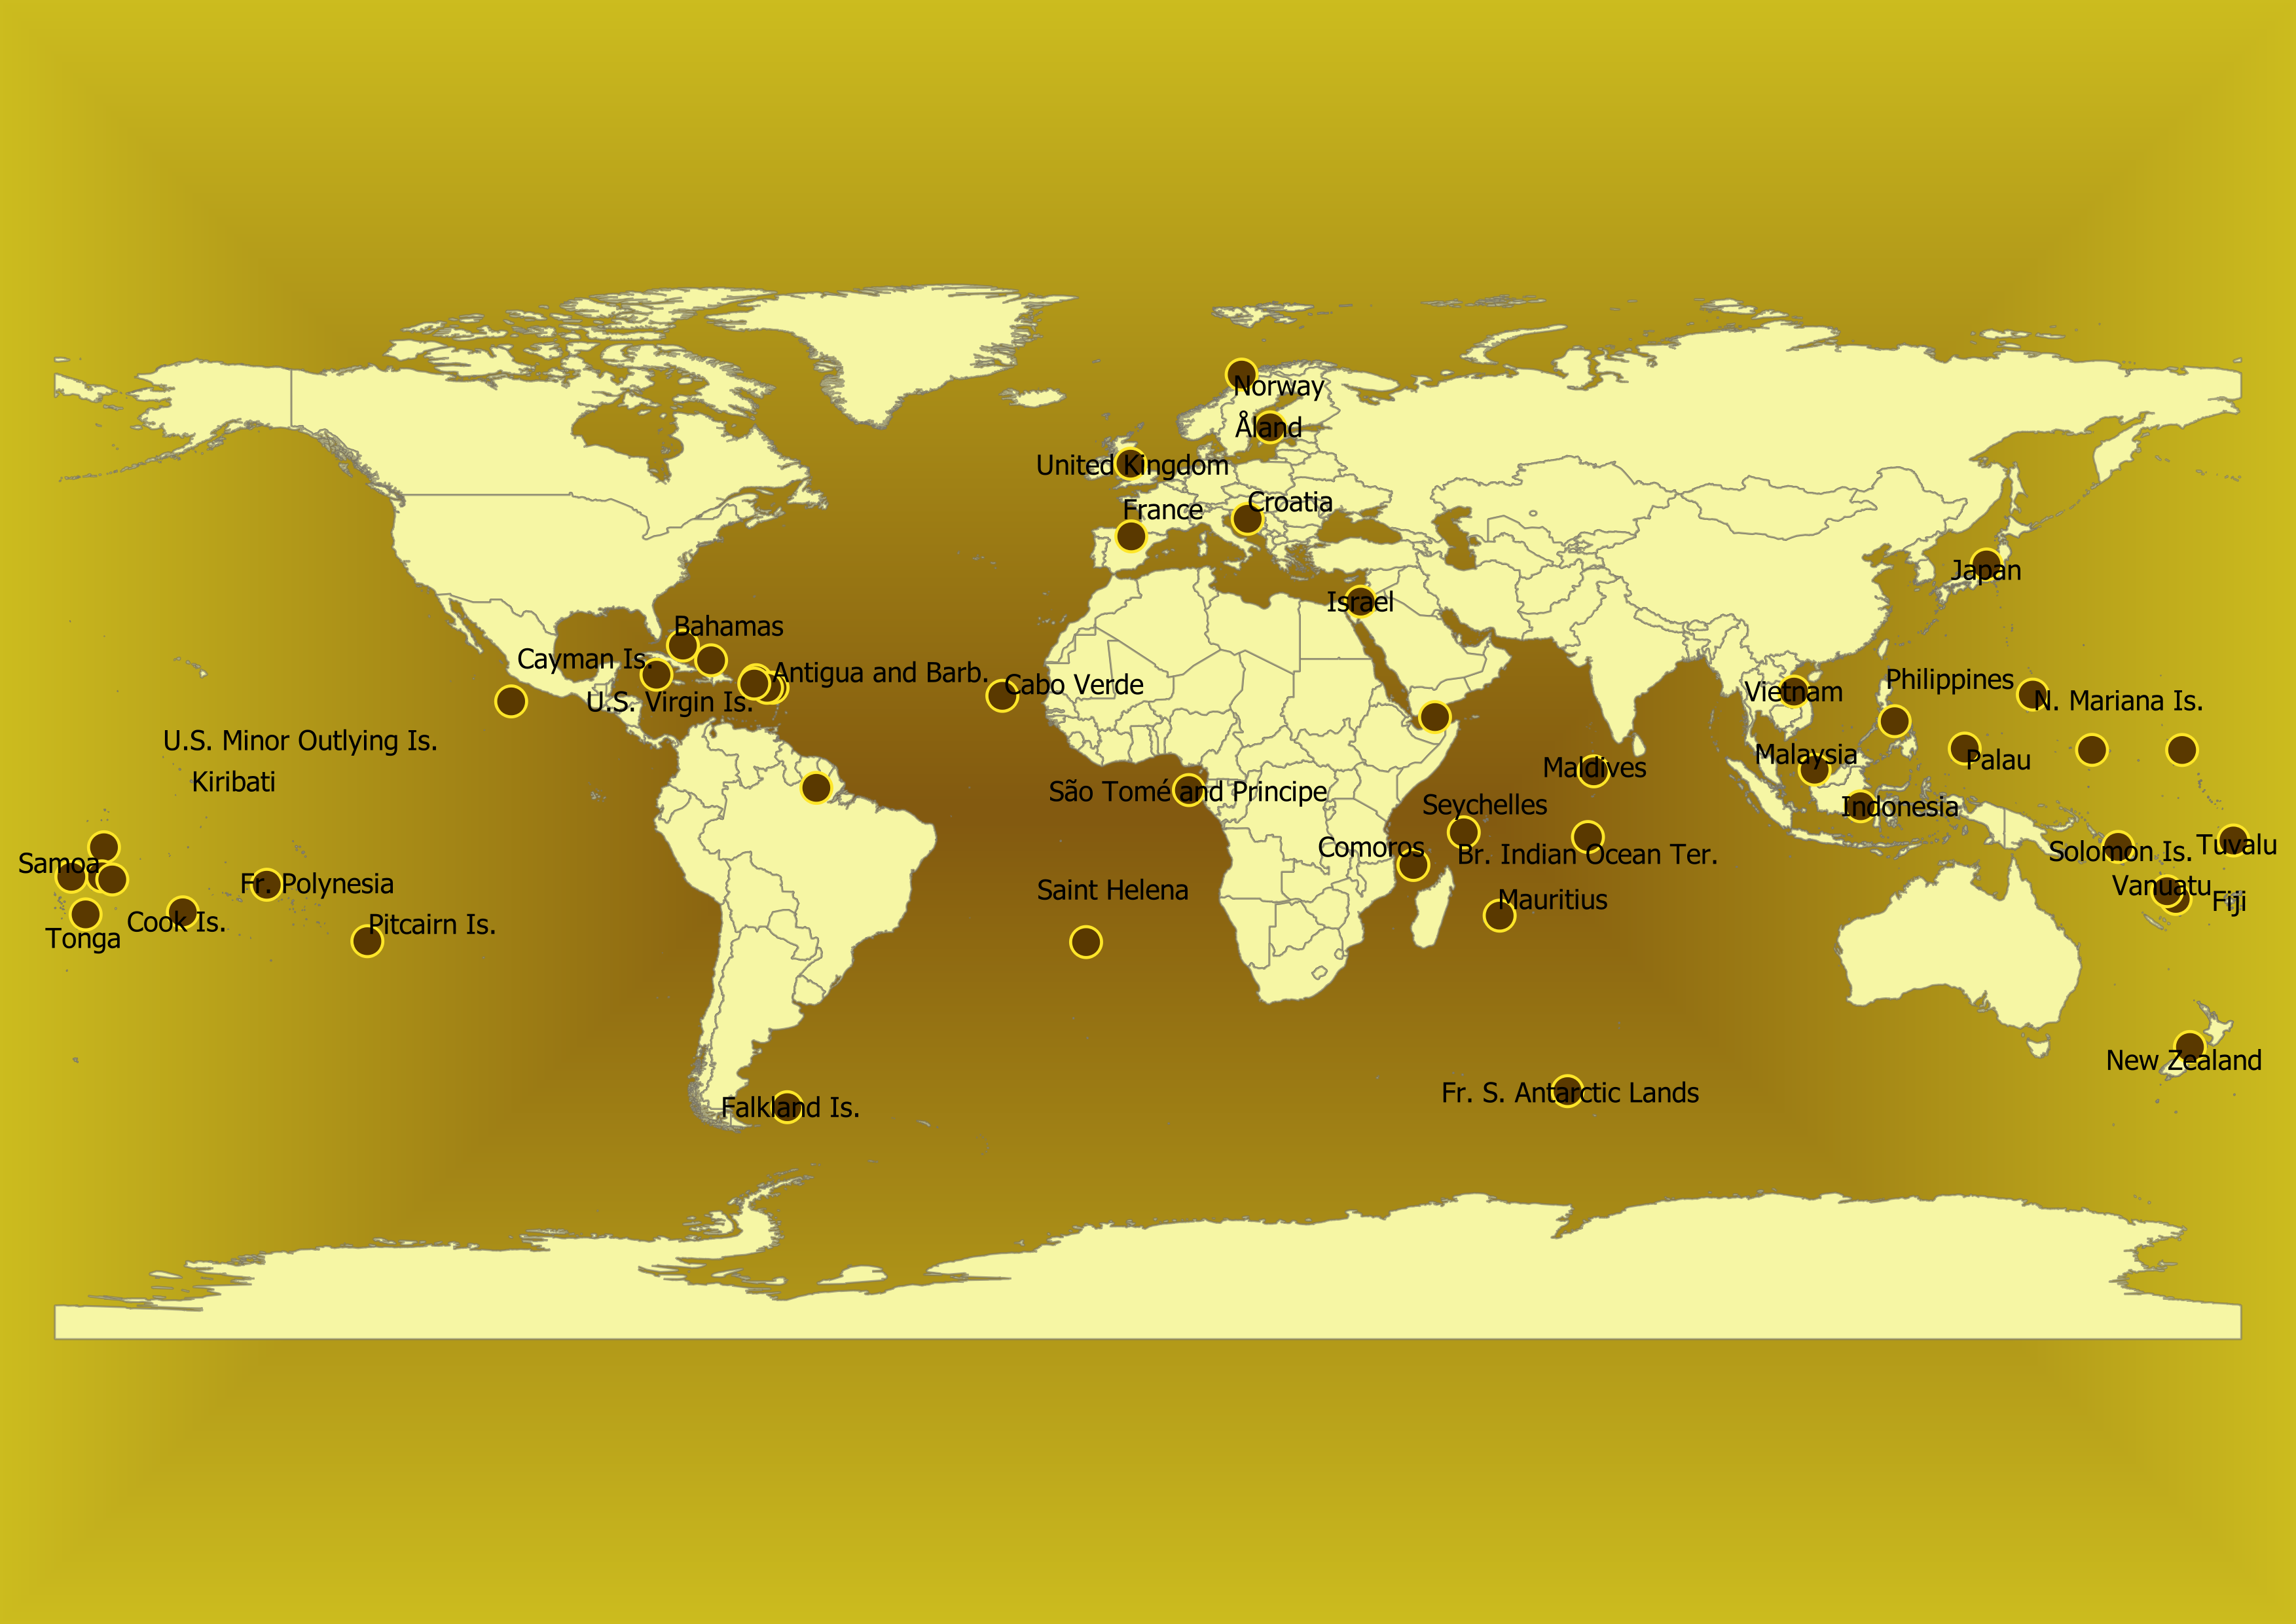 Norway
Åland
United Kingdom
Croatia
France
Japan
Israel
Bahamas
Cayman Is.
Antigua and Barb.
U.S. Virgin Is.
Cabo Verde
Vietnam
Philippines
N. Mariana Is.
U.S. Minor Outlying Is.
Kiribati
Malaysia
Palau
Maldives
São Tomé and Principe
Seychelles
Indonesia
Comoros
Br. Indian Ocean Ter.
Solomon Is.
Tuvalu
Samoa
Fr. Polynesia
Saint Helena
Mauritius
Vanuatu
Fiji
Cook Is.
Pitcairn Is.
Tonga
New Zealand
Falkland Is.
Fr. S. Antarctic Lands